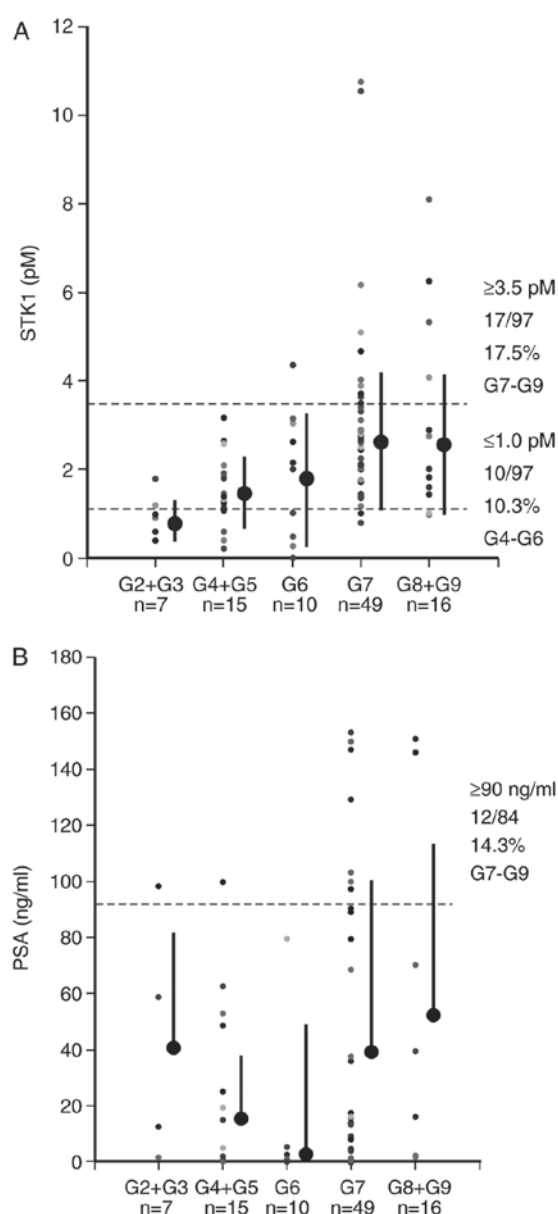 A
12
10
8
6
4
2
0
STK1 (pM)
≥3.5 pM
17/97
17.5%
G7-G9
≤1.0 pM
10/97
10.3%
G4-G6
G2+G3 G4+G5 G6 G7 G8+G9
n=7 n=15 n=10 n=49 n=16
B
180
160
140
120
100
80
60
40
20
0
PSA (ng/ml)
≥90 ng/ml
12/84
14.3%
G7-G9
G2+G3 G4+G5 G6 G7 G8+G9
n=7 n=15 n=10 n=49 n=16